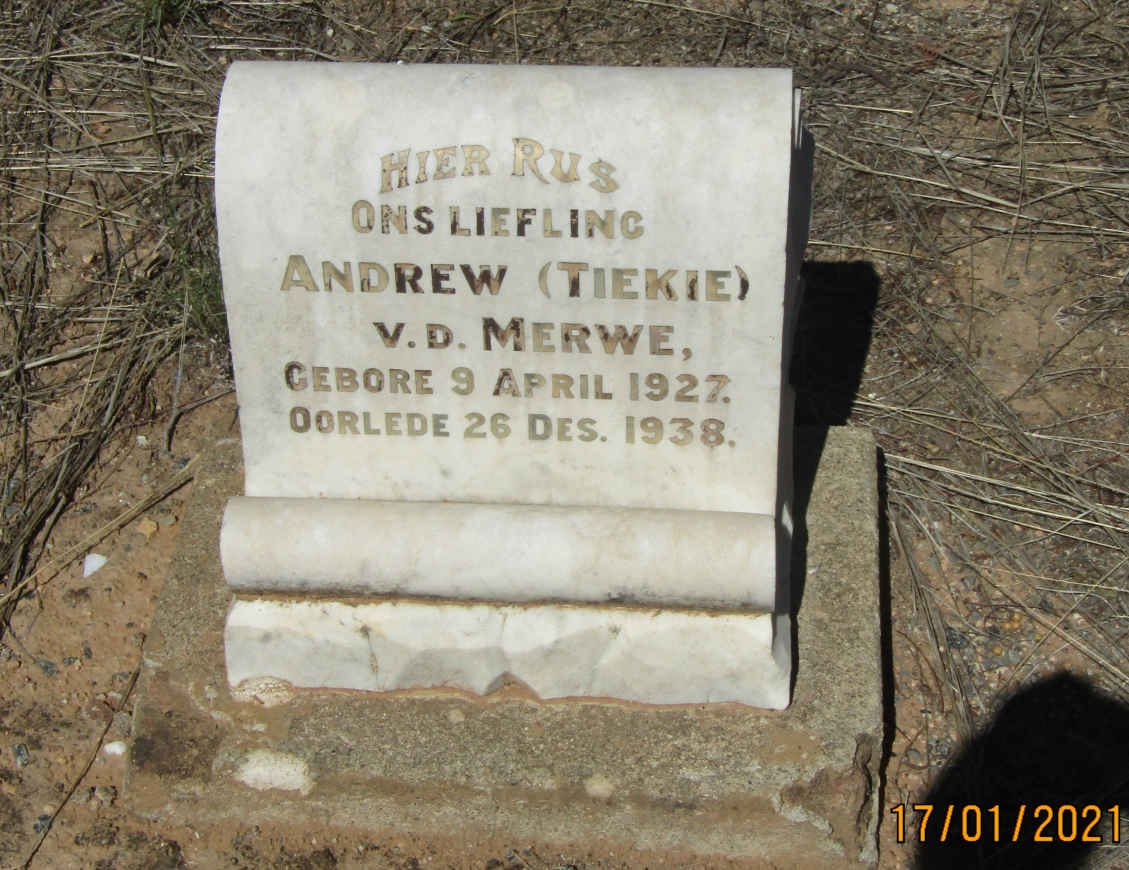 HIER RUS
ONS LIEFLING
ANDREW (TIEKIE)
V.D. MERWE,
GEBORE 9 APRIL 1927.
OORLEDE 26 DES. 1938.
17/01/2021